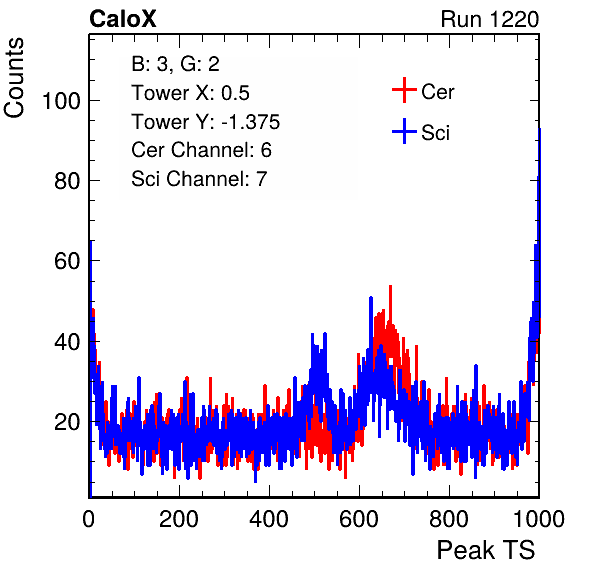 CaloX Run 1220
Counts
B: 3, G: 2
Tower X: 0.5
Tower Y: -1.375
Cer Channel: 6
Sci Channel: 7
Cer
Sci
100
80
60
40
20
0 200 400 600 800 1000
Peak TS